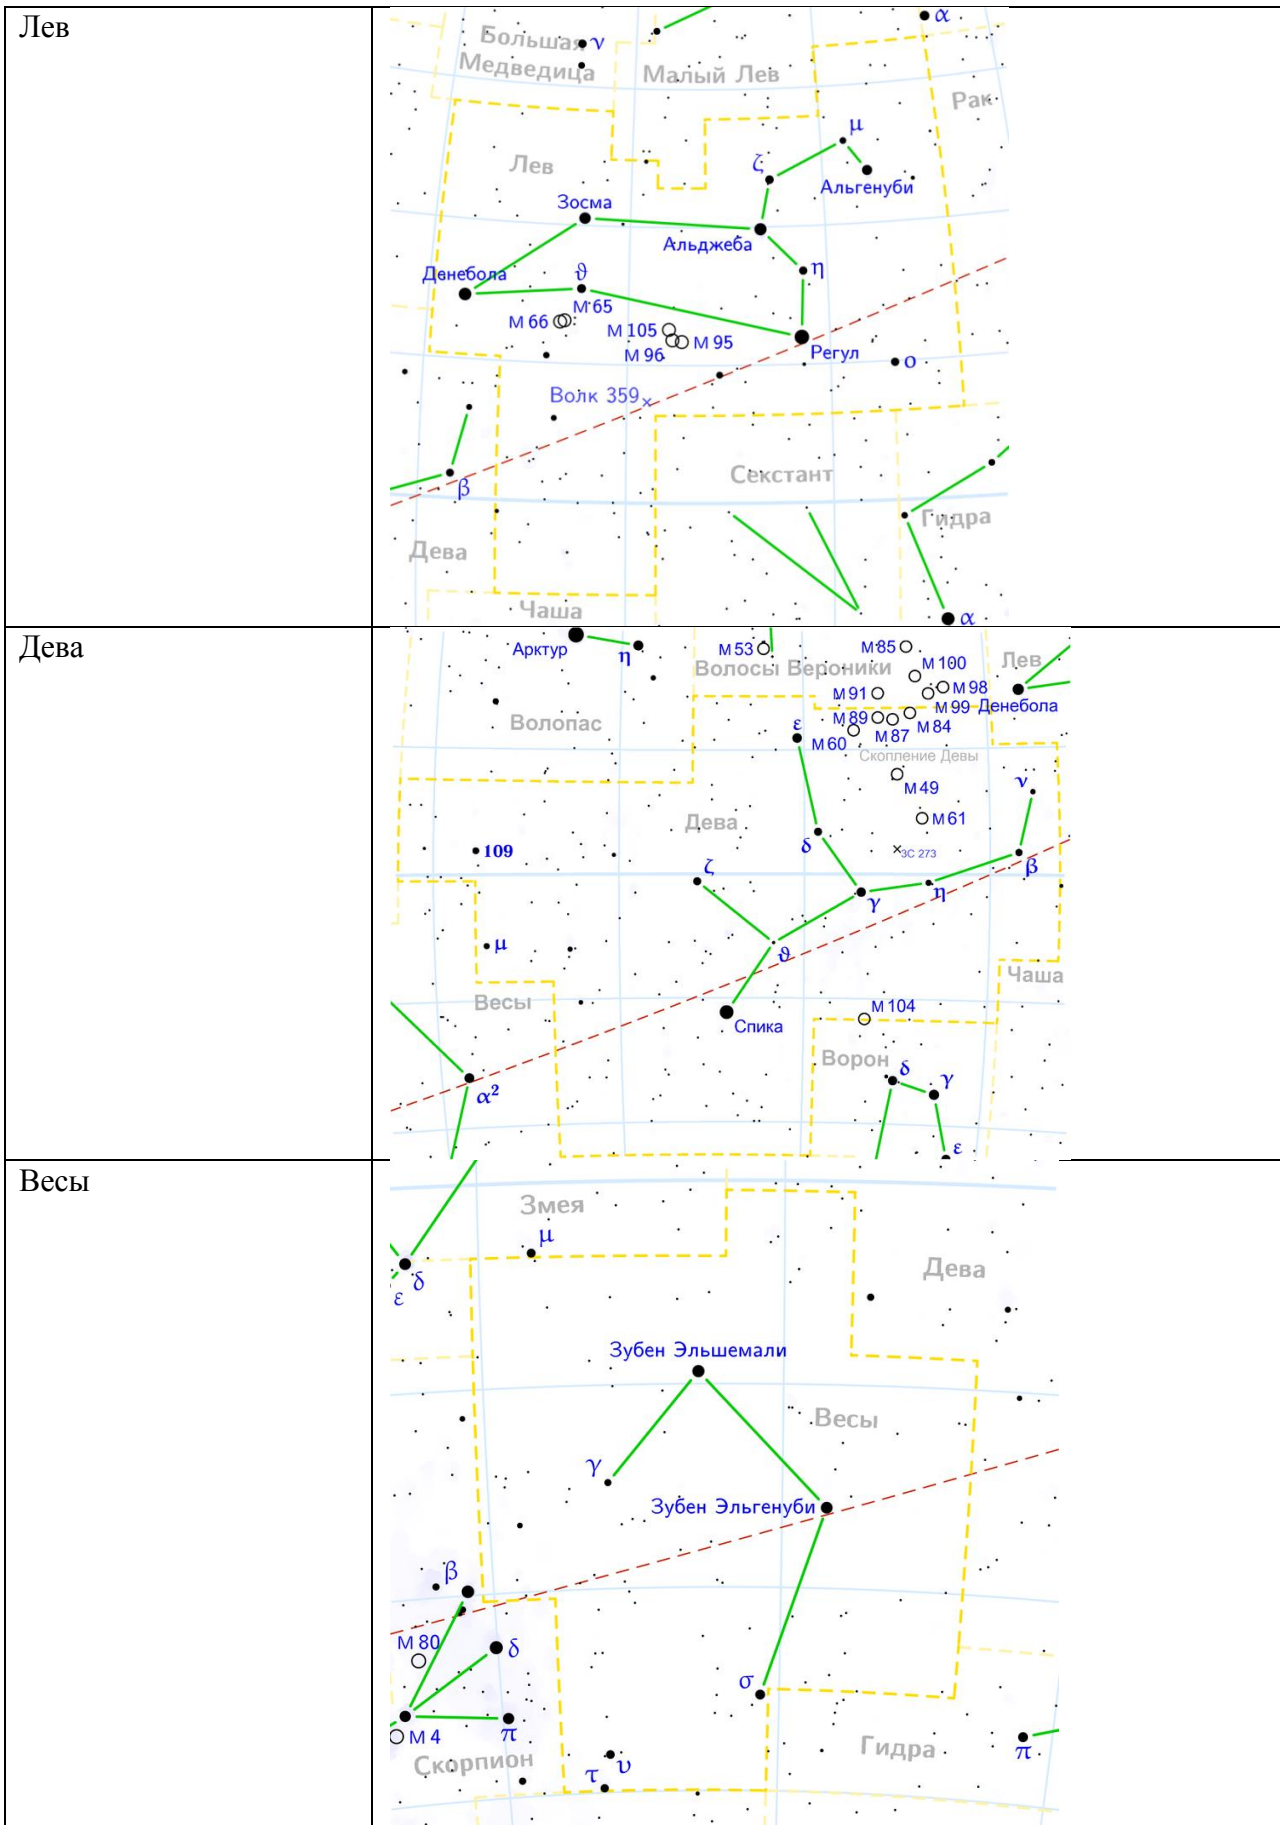 Лев
α
Большая
ν
Медведица
Малый Лев
Рак
μ
Лев
ζ
Альгенуби
Зосма
Альджеба
η
Денебола
ϑ
M 65
M 66
M 105
M 95
M 96
Регул
ο
Волк 359
β
Секстант
Гидра
Дева
Чаша
α
Дева
Арктур
η
M 53
Волосы Вероники
M 85
M 100
Лев
M 91
M 98
M 99
Денебола
Волопас
ε
M 89
M 84
M 60
M 87
Скопление Девы
M 49
ν
Дева
M 61
δ
3C 273
109
ζ
β
γ
η
μ
ϑ
Весы
Чаша
M 104
Спика
Ворон
δ
γ
α²
ε
Весы
Змея
μ
Дева
δ
ε
Зубен Эльшемали
Весы
γ
Зубен Эльгенуби
β
M 80
δ
σ
M 4
π
Скорпион
Гидра
π
υ
τ